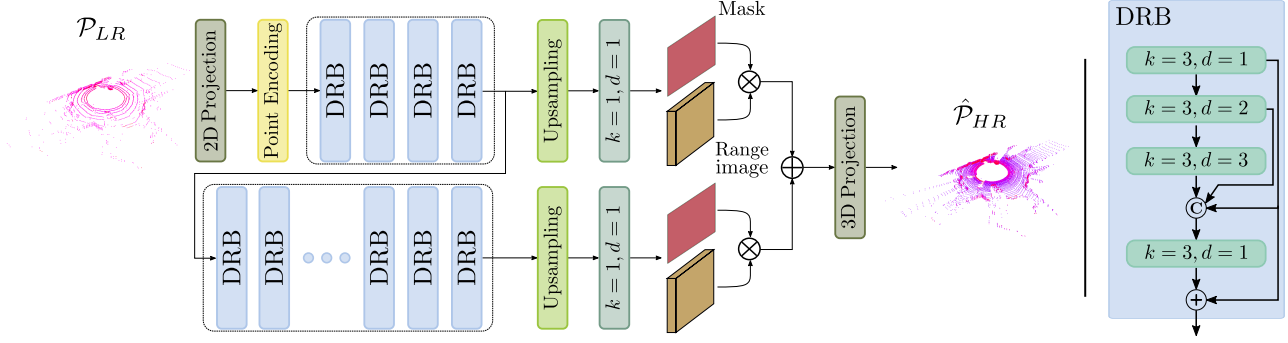 𝒫_LR
2D Projection
Point Encoding
DRB
DRB
DRB
DRB
Upsampling
k = 1, d = 1
Mask
Range
image
DRB
DRB
DRB
DRB
DRB
Upsampling
k = 1, d = 1
3D Projection
𝒫̂_HR
DRB
k = 3, d = 1
k = 3, d = 2
k = 3, d = 3
C
k = 3, d = 1